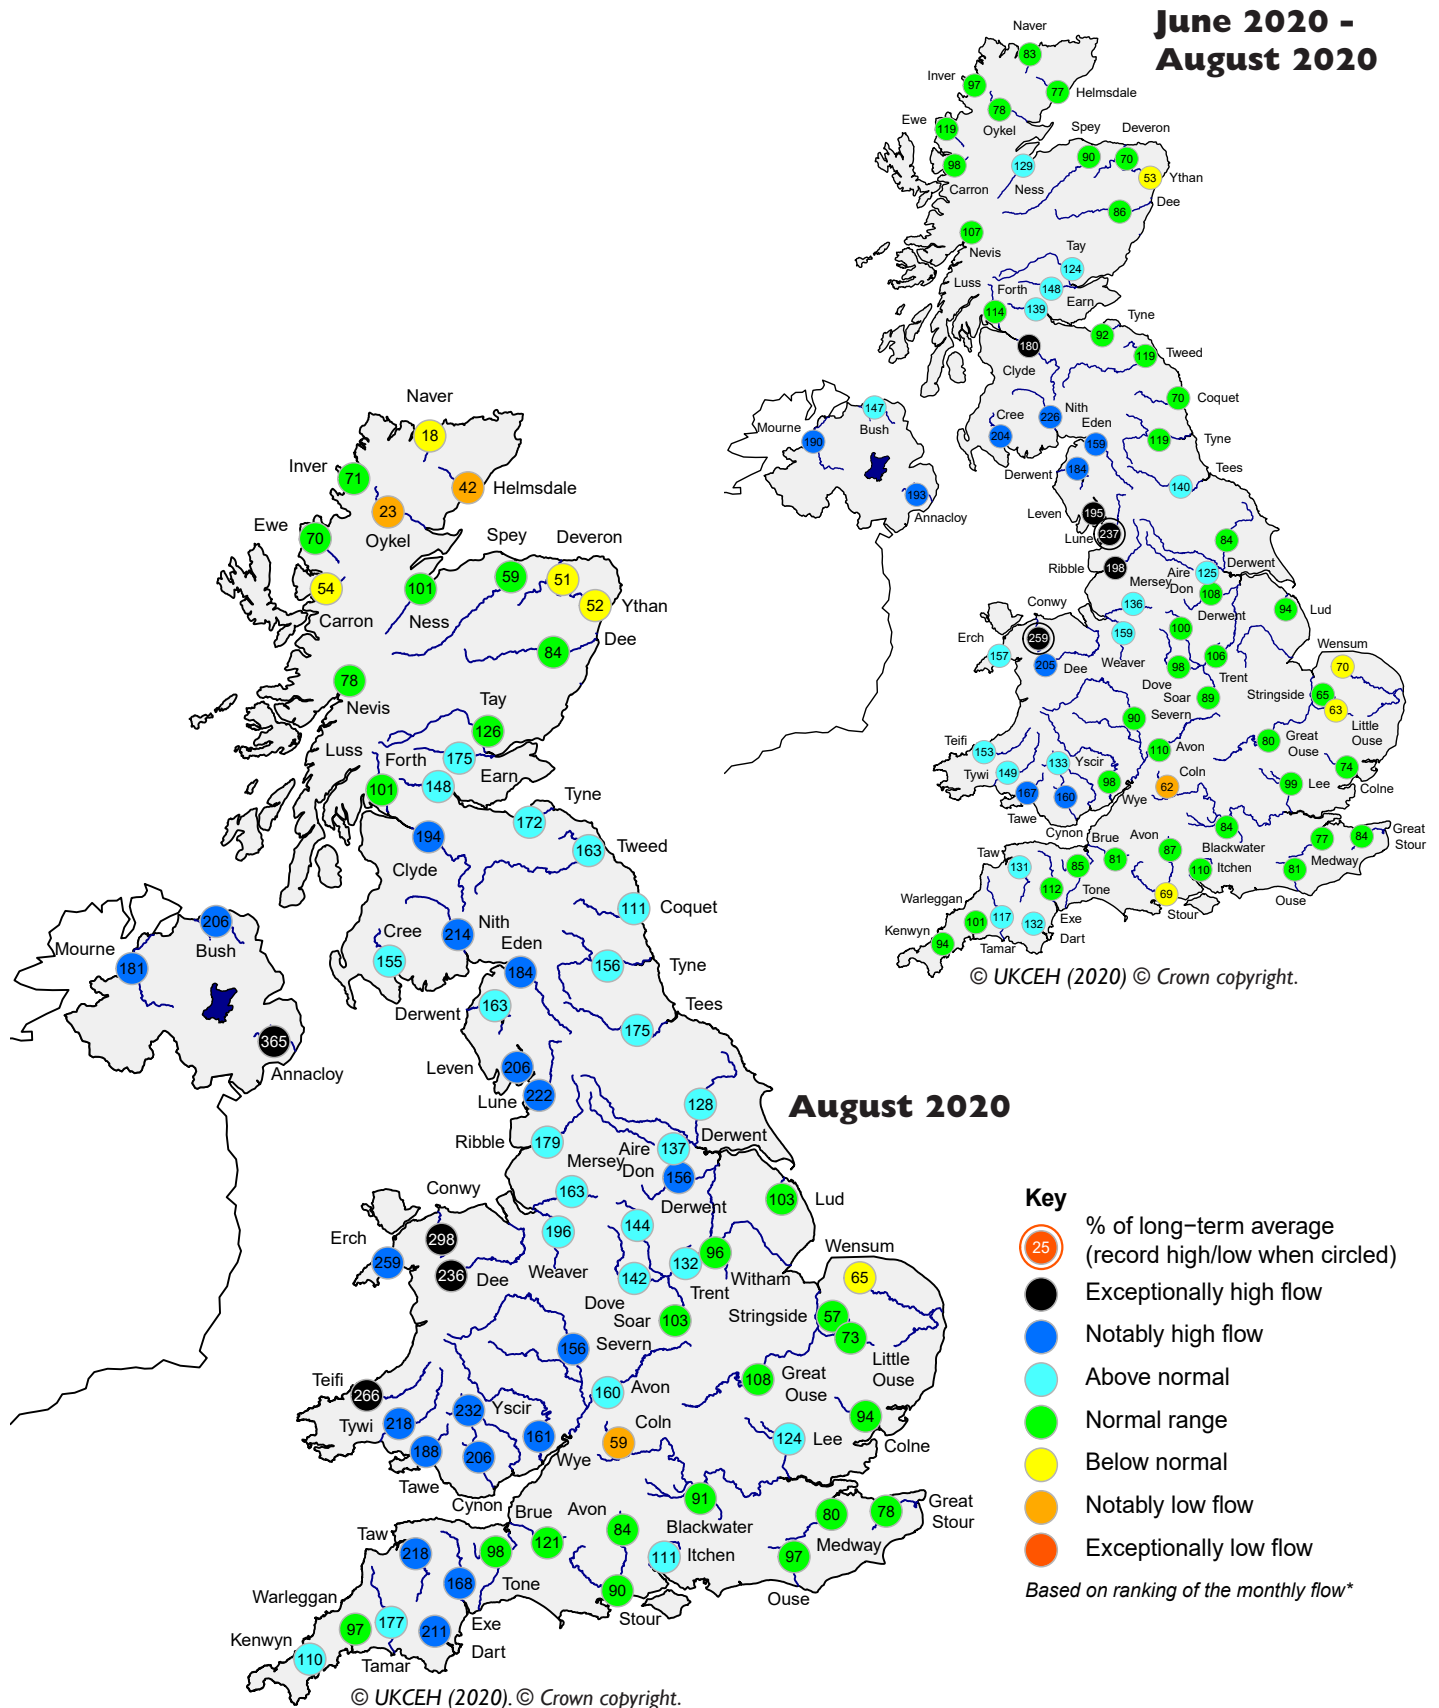 June 2020 -
August 2020
Naver
83
Inver
97
77
Helmsdale
78
Oykel
Ewe
119
Spey
Deveron
98
Carron
129
Ness
90
70
53
Ythan
Dee
86
107
Nevis
Tay
124
Luss
Forth
148
Earn
114
139
Tyne
92
180
Clyde
119
Tweed
70
Coquet
Cree
204
Nith
226
Eden
159
119
Tyne
147
Bush
Mourne
190
193
Annacloy
Derwent
184
Tees
140
Leven
195
Lune
237
84
Derwent
Ribble
198
Aire
125
Mersey
Don
108
136
94
Lud
Conwy
259
Derwent
100
Erch
157
205
Dee
159
Weaver
106
Trent
98
Dove
Soar
89
Wensum
70
Stringside
65
63
Little
Ouse
90
Severn
Teifi
153
110
Avon
80
Great
Ouse
Tywi
149
133
Yscir
98
Wye
Coln
62
74
Colne
99
Lee
167
Tawe
160
Cynon
Brue
81
Avon
87
84
Blackwater
77
Medway
84
Great
Stour
Taw
131
85
Tone
110
Itchen
81
Ouse
112
69
Stour
Warleggan
101
117
Tamar
132
Exe
Dart
Kenwyn
94
© UKCEH (2020) © Crown copyright.
Naver
18
Inver
71
42
Helmsdale
23
Oykel
Ewe
70
Spey
59
Deveron
51
54
Carron
101
Ness
52
Ythan
Dee
84
78
Nevis
Tay
126
Luss
Forth
175
Earn
101
148
Tyne
172
194
Clyde
163
Tweed
111
Coquet
Cree
155
Nith
214
Eden
184
156
Tyne
206
Bush
Mourne
181
365
Annacloy
Derwent
163
Tees
175
Leven
206
Lune
222
128
Derwent
August 2020
Ribble
179
Aire
137
Mersey
Don
156
163
103
Lud
Conwy
298
Derwent
144
Erch
259
236
Dee
196
Weaver
96
Witham
132
Trent
142
Dove
Soar
103
Wensum
65
Stringside
57
73
Little
Ouse
156
Severn
Teifi
266
160
Avon
108
Great
Ouse
Tywi
218
232
Yscir
161
Wye
Coln
59
94
Colne
124
Lee
188
Tawe
206
Cynon
Brue
121
Avon
84
91
Blackwater
80
Medway
78
Great
Stour
Taw
218
98
Tone
111
Itchen
97
Ouse
168
Exe
90
Stour
Warleggan
97
177
Tamar
211
Dart
Kenwyn
110
© UKCEH (2020). © Crown copyright.
Key
25
% of long-term average
(record high/low when circled)
Exceptionally high flow
Notably high flow
Above normal
Normal range
Below normal
Notably low flow
Exceptionally low flow
Based on ranking of the monthly flow*